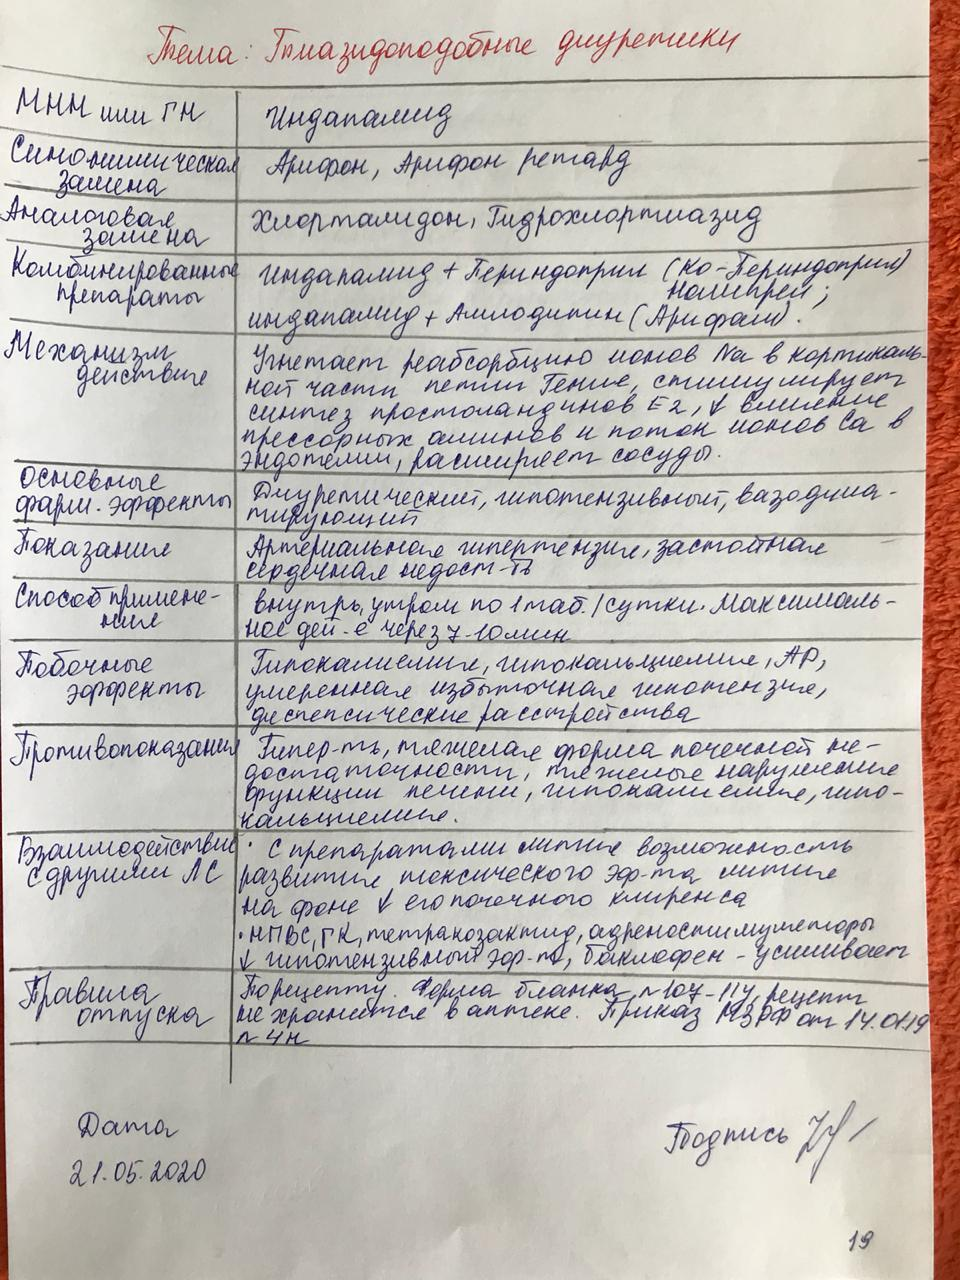 Тема: Тиазидоподобные диуретики
МНН или ГН
Индапамид
Синонимическая
замена
Арифон, Арифон ретард
Аналоговая
замена
Хлорталидон, Гидрохлортиазид
Комбинированные
препараты
индапамид + Периндоприл (Ко-Периндоприл)
индапамид + Амлодипин (Арифам).
Механизм
действия
Угнетает реабсорбцию ионов Na в кортикаль-
ной части петли Генле, стимулирует
синтез простогландинов Е2, ↓ влияние
прессорных аминов и поток ионов Ca в
эндотелии, расширяет сосуды.
Основные
фарм. эффекты
Диуретический, гипотензивный, вазодила-
тирующий
Показания
Артериальная гипертензия, застойная
сердечная недост-ть
Способ примене-
ния
внутрь, утром по 1 таб./сутки. Максималь-
ное дей-е через 7-10 мин
Побочные
эффекты
Гипокалиемия, гипокальциемия, АР,
умеренная избыточная гипотензия,
диспепсические расстройства
Противопоказания
Гипер-ть, тяжелая форма почечной не-
достаточности, тяжелые нарушения
функции печени, гипокалиемия, гипо-
кальциемия.
Взаимодействие
с другими ЛС
· С препаратами лития возможность
развития токсического эф-та лития
на фоне ↓ его почечного клиренса
· НПВС, ГК, тетракозактид, адреностимуляторы
↓ гипотензивный эф-т, баклофен - усиливает
Правила
отпуска
По рецепту. Форма бланка №107-1/у, рецепт
не хранится в аптеке. Приказ МЗ РФ от 14.01.19
№ 4н
Дата
Подпись
21.05.2020
19